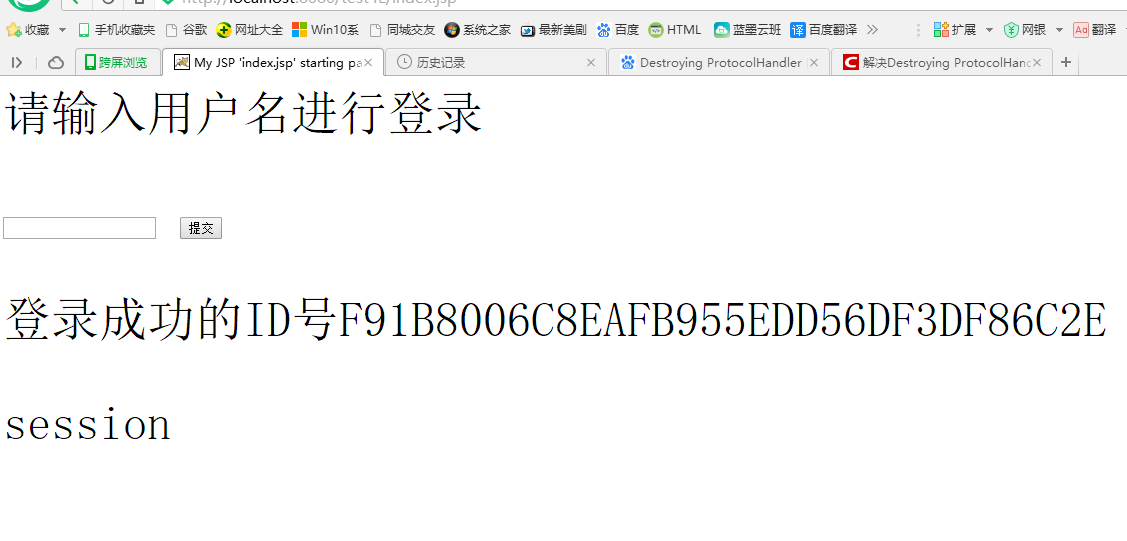 收藏 手机收藏夹 谷歌 网址大全 Win10系 同城交友 系统之家 最新美剧 百度 HTML 蓝墨云班 译 百度翻译 扩展 网银 Aa 翻译
跨屏浏览 My JSP 'index.jsp' starting pa 历史记录 Destroying ProtocolHandler 解决Destroying ProtocolHanc
请输入用户名进行登录
提交
登录成功的ID号F91B8006C8EAFB955EDD56DF3DF86C2E
session